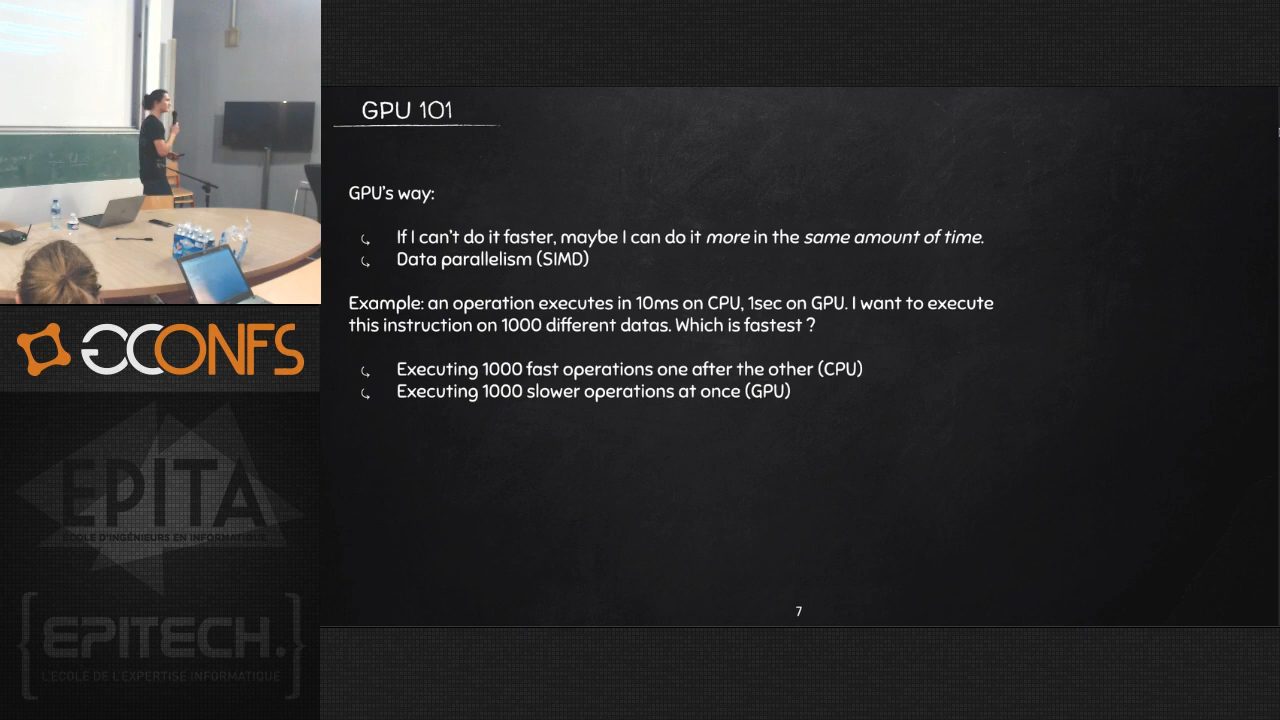 GPU 101
GPU's way:
If I can't do it faster, maybe I can do it more in the same amount of time.
Data parallelism (SIMD)
Example: an operation executes in 10ms on CPU, 1sec on GPU. I want to execute
this instruction on 1000 different datas. Which is fastest ?
Executing 1000 fast operations one after the other (CPU)
Executing 1000 slower operations at once (GPU)
7
GCONFS
EPITA
ÉCOLE D'INGÉNIEURS EN INFORMATIQUE
{EPITECH.}
L'ÉCOLE DE L'EXPERTISE INFORMATIQUE